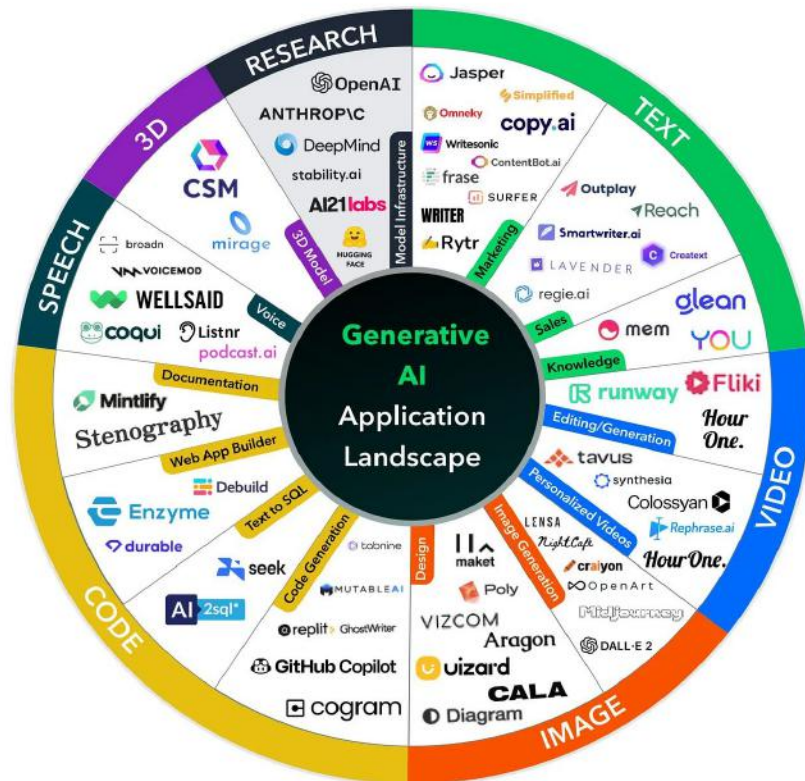 RESEARCH
OpenAI
ANTHROP\C
DeepMind
stability.ai
AI21labs
HUGGING
FACE
Model Infrastructure
TEXT
Jasper
Simplified
Omneky
copy.ai
WS
Writesonic
ContentBot.ai
frase
SURFER
WRITER
Rytr
Marketing
Outplay
Reach
Smartwriter.ai
C
Creatext
LAVENDER
regie.ai
Sales
glean
mem
YOU
Knowledge
VIDEO
runway
Fliki
Hour
One.
Editing/Generation
tavus
synthesia
Colossyan
Rephrase.ai
HourOne.
Personalized Videos
IMAGE
LENSA
NightCafe
craiyon
OpenArt
Midjourney
DALL·E 2
Image Generation
maket
Poly
VIZCOM
Aragon
uizard
CALA
Diagram
Design
CODE
tabnine
MUTABLEAI
replit
GhostWriter
GitHub Copilot
cogram
Code Generation
seek
AI 2sql*
Text to SQL
Debuild
Enzyme
durable
Web App Builder
Mintlify
Stenography
Documentation
SPEECH
broadn
VOICEMOD
WELLSAID
coqui
Listnr
podcast.ai
Voice
3D
CSM
mirage
3D Model
Generative
AI
Application
Landscape